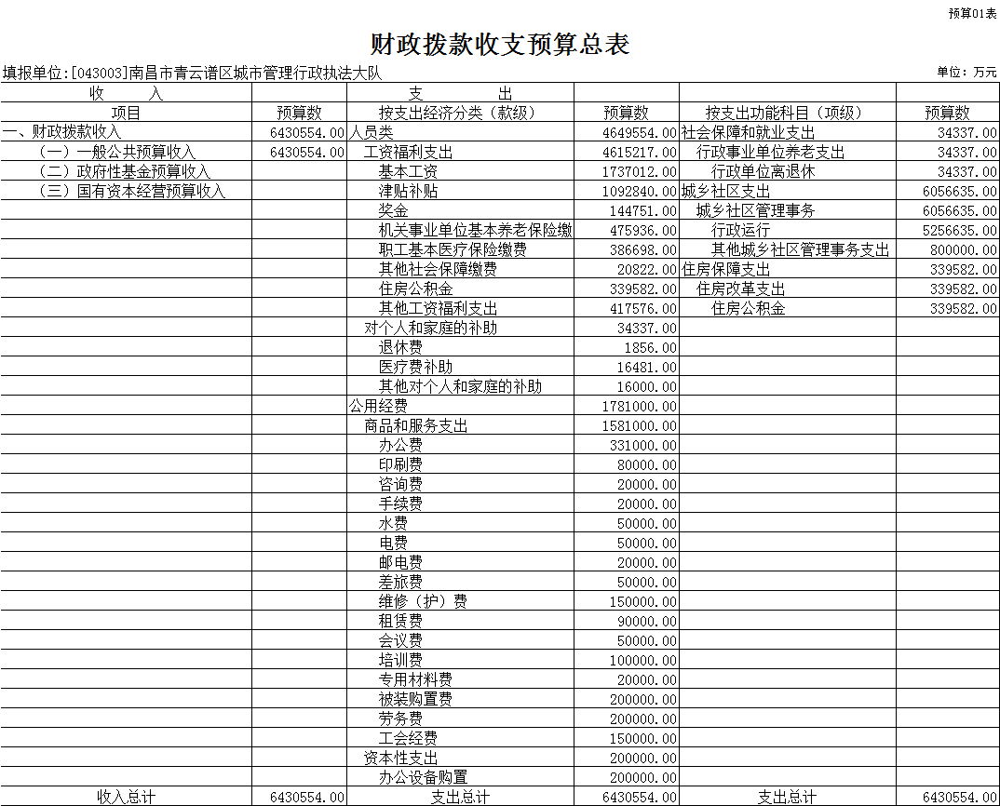 预算01表
财政拨款收支预算总表
填报单位:[043003]南昌市青云谱区城市管理行政执法大队 单位：万元
收 入 支 出
项目 预算数 按支出经济分类（款级） 预算数 按支出功能科目（项级） 预算数
一、财政拨款收入 6430554.00 人员类 4649554.00 社会保障和就业支出 34337.00
（一）一般公共预算收入 6430554.00 工资福利支出 4615217.00 行政事业单位养老支出 34337.00
（二）政府性基金预算收入 基本工资 1737012.00 行政单位离退休 34337.00
（三）国有资本经营预算收入 津贴补贴 1092840.00 城乡社区支出 6056635.00
奖金 144751.00 城乡社区管理事务 6056635.00
机关事业单位基本养老保险缴 475936.00 行政运行 5256635.00
职工基本医疗保险缴费 386698.00 其他城乡社区管理事务支出 800000.00
其他社会保障缴费 20822.00 住房保障支出 339582.00
住房公积金 339582.00 住房改革支出 339582.00
其他工资福利支出 417576.00 住房公积金 339582.00
对个人和家庭的补助 34337.00
退休费 1856.00
医疗费补助 16481.00
其他对个人和家庭的补助 16000.00
公用经费 1781000.00
商品和服务支出 1581000.00
办公费 331000.00
印刷费 80000.00
咨询费 20000.00
手续费 20000.00
水费 50000.00
电费 50000.00
邮电费 20000.00
差旅费 50000.00
维修（护）费 150000.00
租赁费 90000.00
会议费 50000.00
培训费 100000.00
专用材料费 20000.00
被装购置费 200000.00
劳务费 200000.00
工会经费 150000.00
资本性支出 200000.00
办公设备购置 200000.00
收入总计 6430554.00 支出总计 6430554.00 支出总计 6430554.00